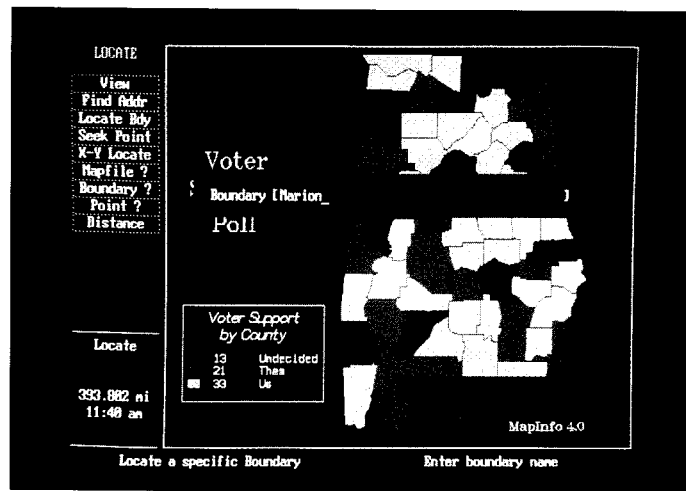 LOCATE
View
Find Addr
Locate Bdy
Seek Point
X-Y Locate
Mapfile ?
Boundary ?
Point ?
Distance
Voter
Boundary [Marion_ ]
Poll
Voter Support
by County
13 Undecided
21 Them
33 Us
Locate
393.802 mi
11:40 am
MapInfo 4.0
Locate a specific Boundary Enter boundary name